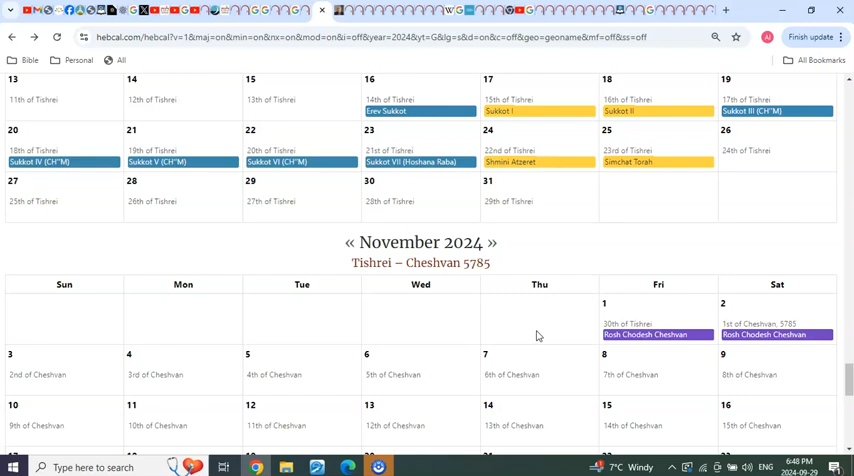 Finish update
hebcal.com/hebcal?v=1&maj=on&min=on&nx=on&mod=on&i=off&year=2024&yt=G&lg=s&d=on&c=off&geo=geoname&mf=off&ss=off
AI
Bible
Personal
All
All Bookmarks
13 14 15 16 17 18 19
11th of Tishrei 12th of Tishrei 13th of Tishrei 14th of Tishrei 15th of Tishrei 16th of Tishrei 17th of Tishrei
Erev Sukkot Sukkot I Sukkot II Sukkot III (CH''M)
20 21 22 23 24 25 26
18th of Tishrei 19th of Tishrei 20th of Tishrei 21st of Tishrei 22nd of Tishrei 23rd of Tishrei 24th of Tishrei
Sukkot IV (CH''M) Sukkot V (CH''M) Sukkot VI (CH''M) Sukkot VII (Hoshana Raba) Shmini Atzeret Simchat Torah
27 28 29 30 31
25th of Tishrei 26th of Tishrei 27th of Tishrei 28th of Tishrei 29th of Tishrei
« November 2024 »
Tishrei – Cheshvan 5785
Sun Mon Tue Wed Thu Fri Sat
1 2
30th of Tishrei 1st of Cheshvan, 5785
Rosh Chodesh Cheshvan Rosh Chodesh Cheshvan
3 4 5 6 7 8 9
2nd of Cheshvan 3rd of Cheshvan 4th of Cheshvan 5th of Cheshvan 6th of Cheshvan 7th of Cheshvan 8th of Cheshvan
10 11 12 13 14 15 16
9th of Cheshvan 10th of Cheshvan 11th of Cheshvan 12th of Cheshvan 13th of Cheshvan 14th of Cheshvan 15th of Cheshvan
Type here to search
7°C Windy
ENG
6:48 PM
2024-09-29